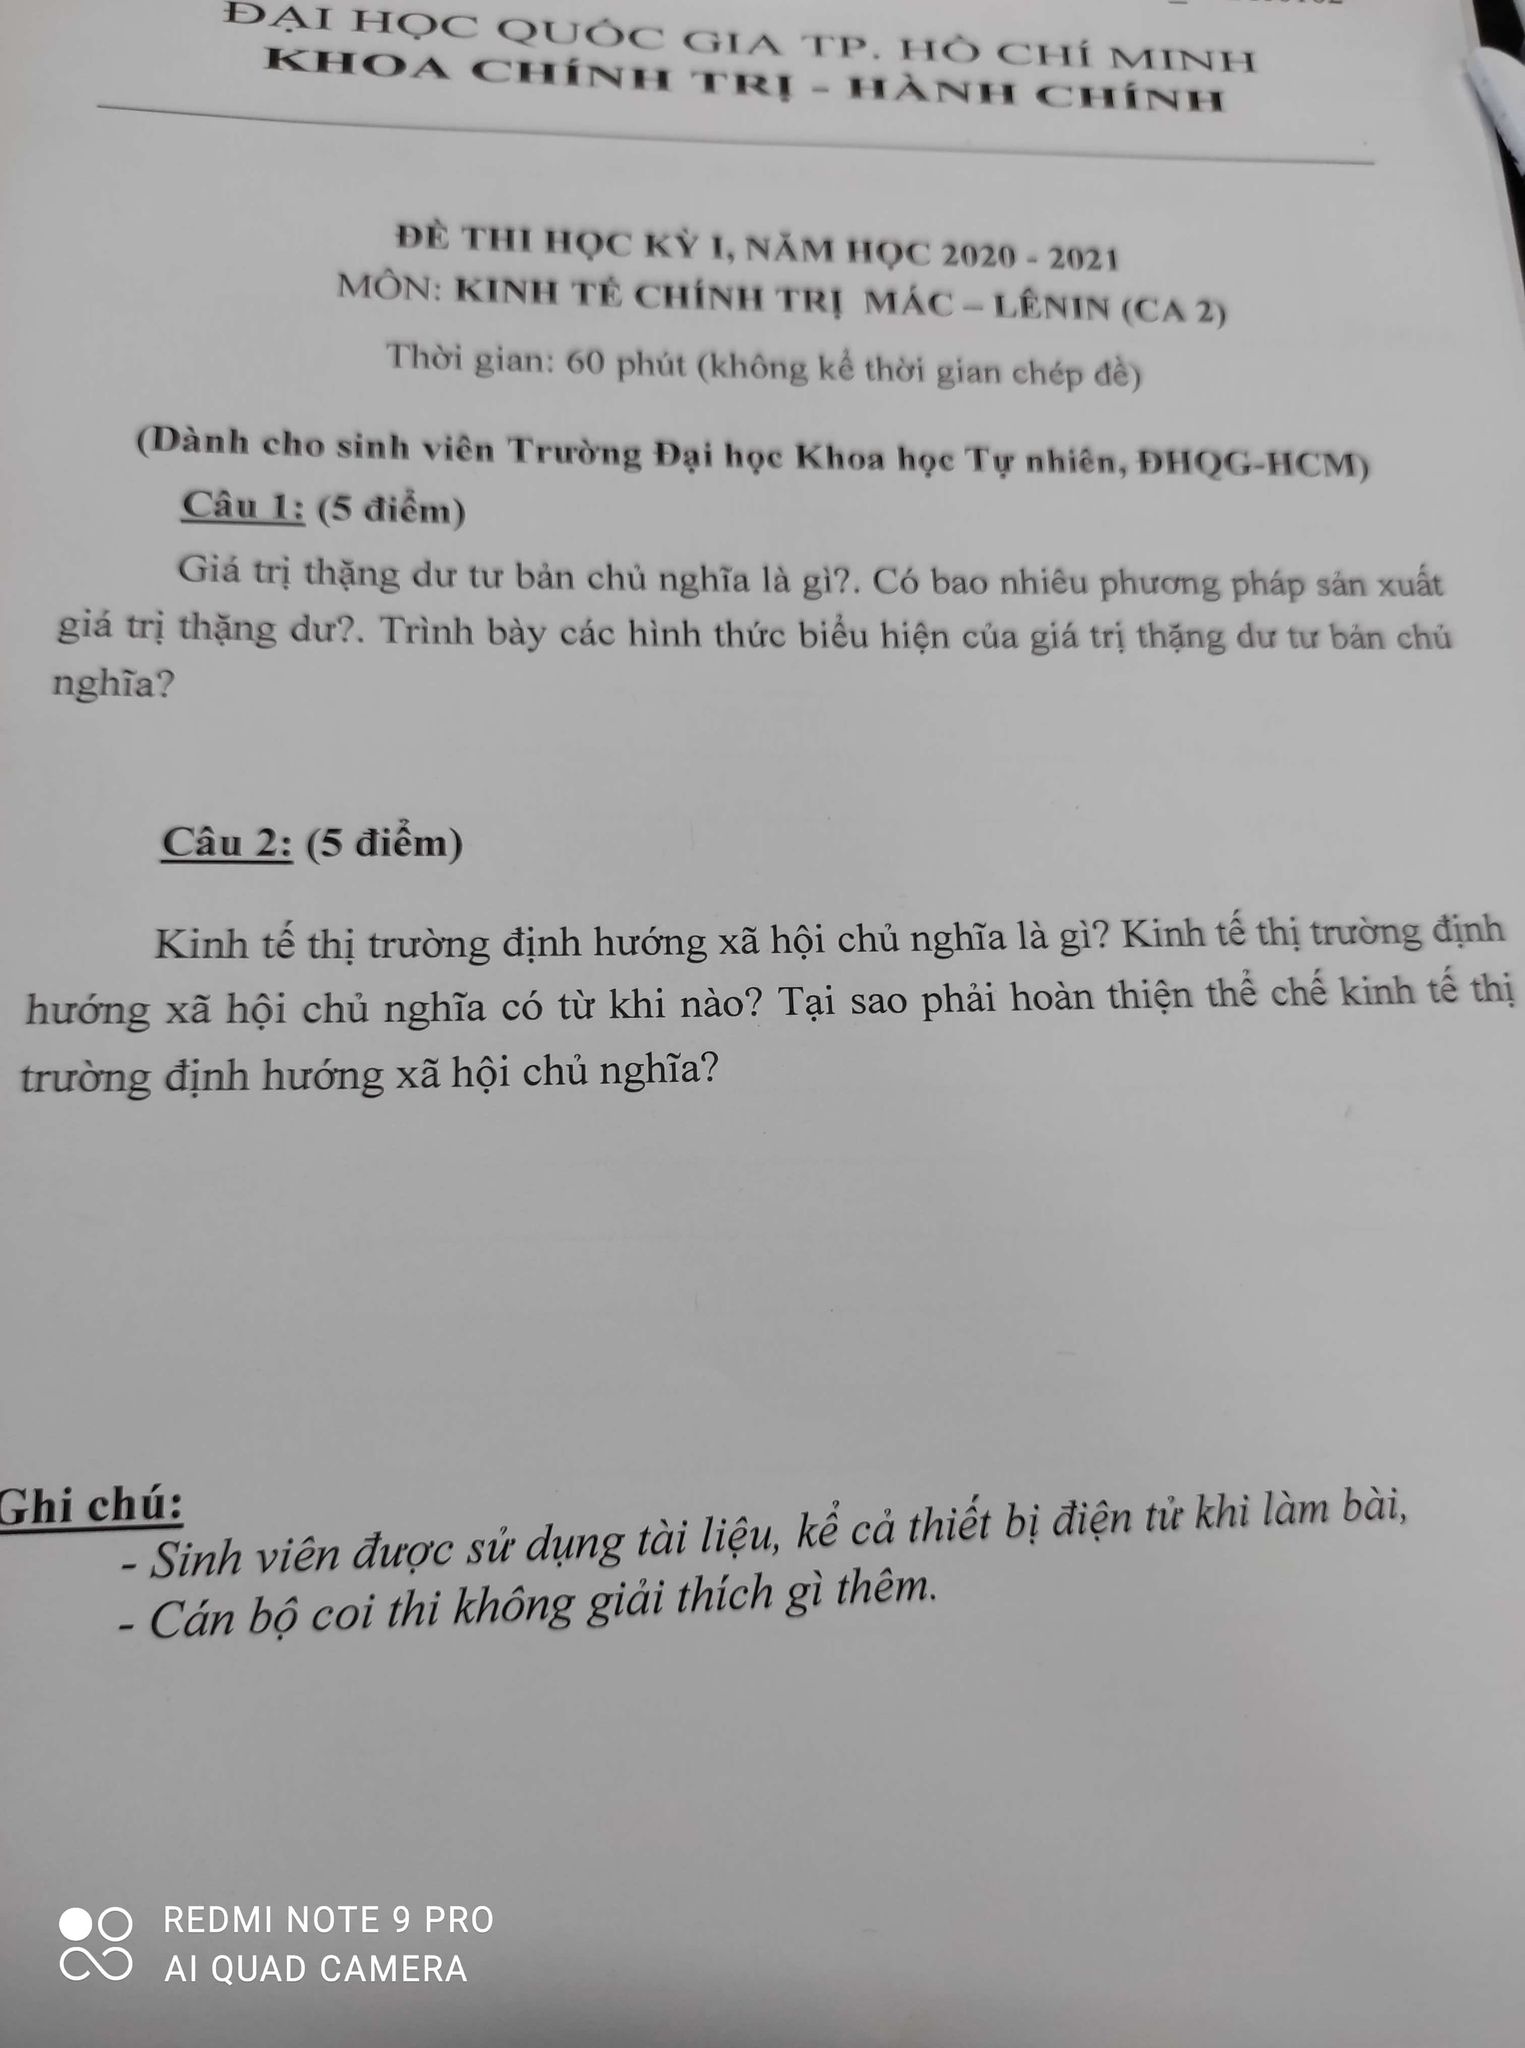 ĐẠI HỌC QUỐC GIA TP. HỒ CHÍ MINH
KHOA CHÍNH TRỊ - HÀNH CHÍNH
ĐỀ THI HỌC KỲ I, NĂM HỌC 2020 - 2021
MÔN: KINH TẾ CHÍNH TRỊ MÁC – LÊNIN (CA 2)
Thời gian: 60 phút (không kể thời gian chép đề)
(Dành cho sinh viên Trường Đại học Khoa học Tự nhiên, ĐHQG-HCM)
Câu 1: (5 điểm)
Giá trị thặng dư tư bản chủ nghĩa là gì?. Có bao nhiêu phương pháp sản xuất
giá trị thặng dư?. Trình bày các hình thức biểu hiện của giá trị thặng dư tư bản chủ
nghĩa?
Câu 2: (5 điểm)
Kinh tế thị trường định hướng xã hội chủ nghĩa là gì? Kinh tế thị trường định
hướng xã hội chủ nghĩa có từ khi nào? Tại sao phải hoàn thiện thể chế kinh tế thị
trường định hướng xã hội chủ nghĩa?
Ghi chú:
- Sinh viên được sử dụng tài liệu, kể cả thiết bị điện tử khi làm bài,
- Cán bộ coi thi không giải thích gì thêm.
REDMI NOTE 9 PRO
AI QUAD CAMERA